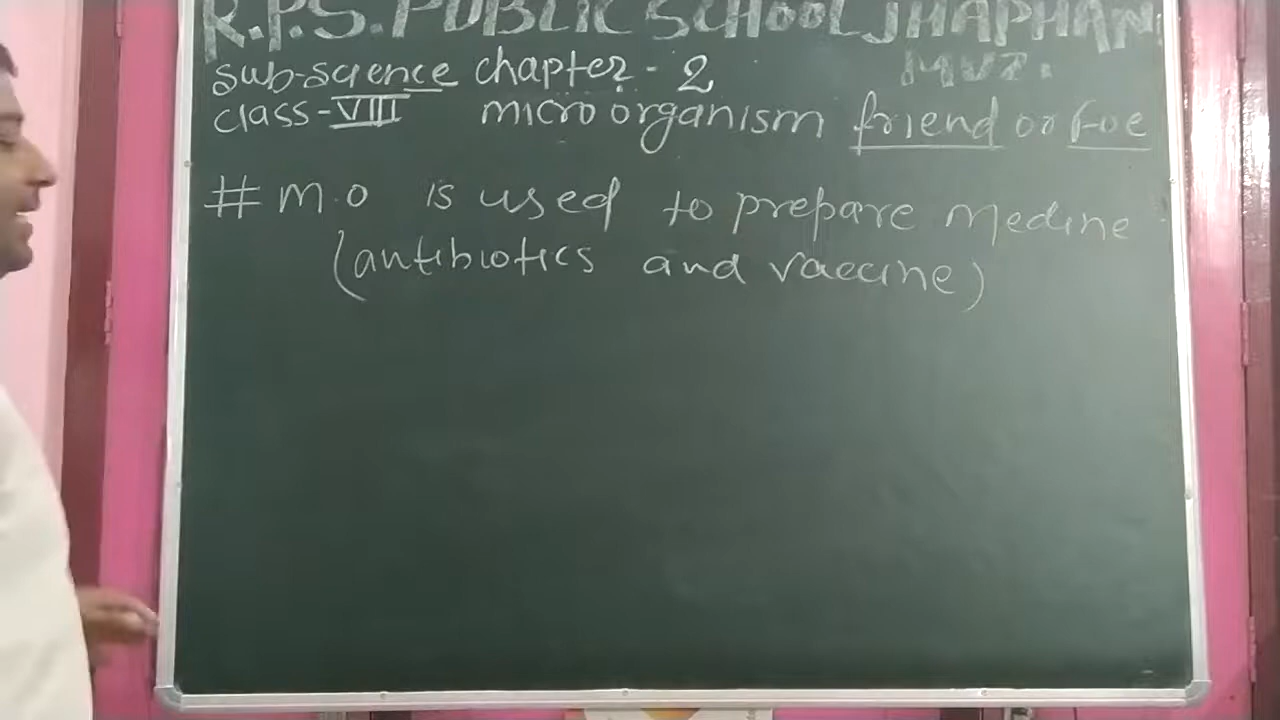 R.P.S. PUBLIC SCHOOL JHAPHAN
MUZ.
Sub-science chapter - 2
class-VIII micro organism friend or Foe
# M.O is used to prepare Medine
(antibiotics and vaccine)